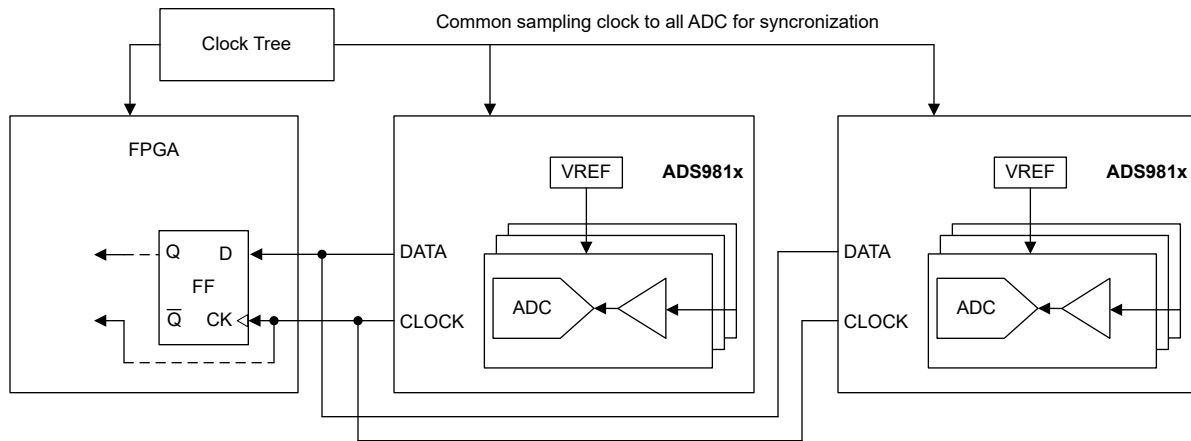 Common sampling clock to all ADC for syncronization
Clock Tree
FPGA
VREF
ADS981x
VREF
ADS981x
Q
D
DATA
DATA
FF
ADC
ADC
Q̅
CK
CLOCK
CLOCK